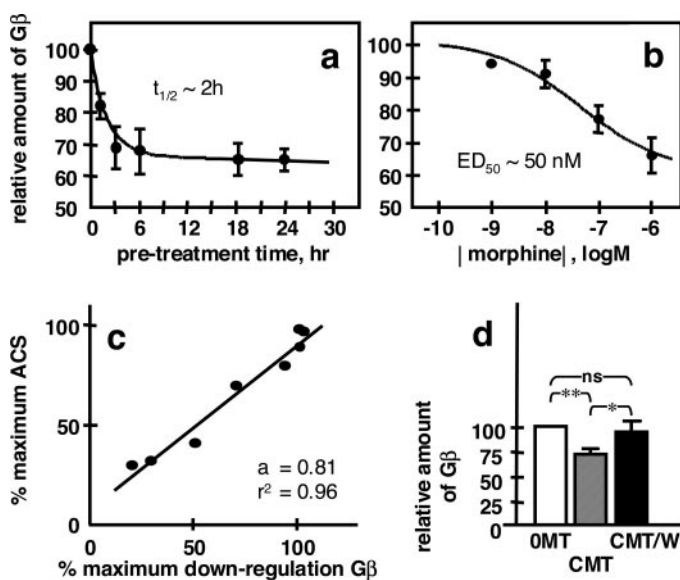 relative amount of Gβ
100
90
80
70
60
50
a
t1/2 ~ 2h
0 6 12 18 24 30
pre-treatment time, hr
100
90
80
70
60
50
b
ED50 ~ 50 nM
-10 -9 -8 -7 -6
| morphine| , logM
% maximum ACS
100
50
0
c
a = 0.81
r² = 0.96
0 50 100
% maximum down-regulation Gβ
d
relative amount
of Gβ
100
75
50
25
0
ns
** *
0MT CMT/W
CMT